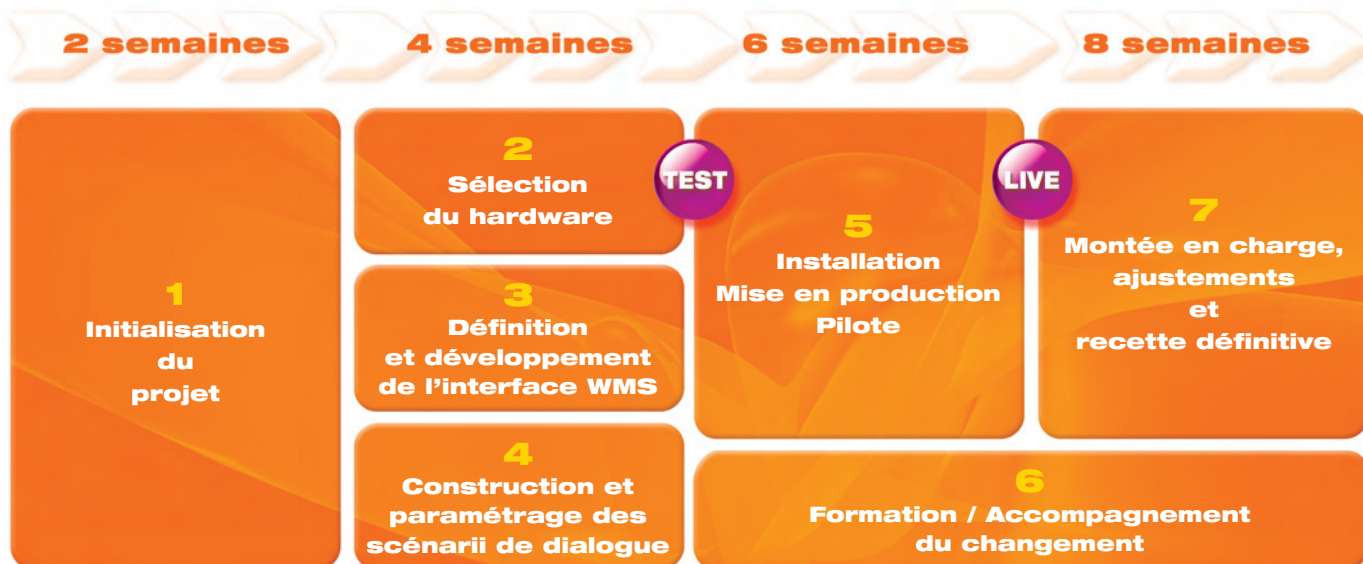 2 semaines
4 semaines
6 semaines
8 semaines
1
Initialisation
du
projet
2
Sélection
du hardware
3
Définition
et développement
de l'interface WMS
4
Construction et
paramétrage des
scénarii de dialogue
TEST
5
Installation
Mise en production
Pilote
LIVE
7
Montée en charge,
ajustements
et
recette définitive
6
Formation / Accompagnement
du changement